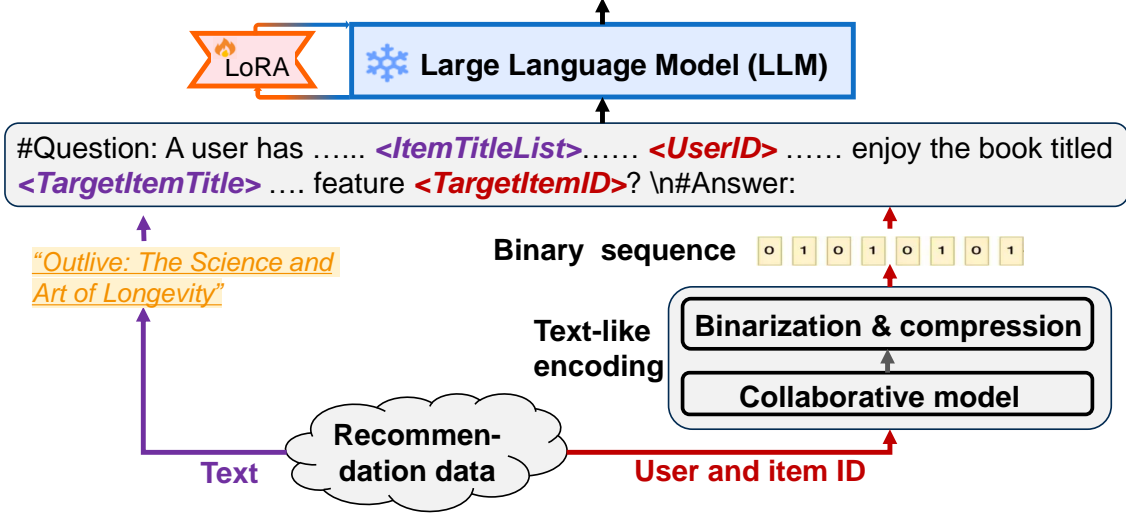 LoRA
Large Language Model (LLM)
#Question: A user has …... <ItemTitleList>…… <UserID> …… enjoy the book titled
<TargetItemTitle> …. feature <TargetItemID>? \n#Answer:
Binary sequence 0 1 0 1 0 1 0 1
“Outlive: The Science and
Art of Longevity”
Text-like
encoding
Binarization & compression
Collaborative model
Recommen-
dation data
Text
User and item ID